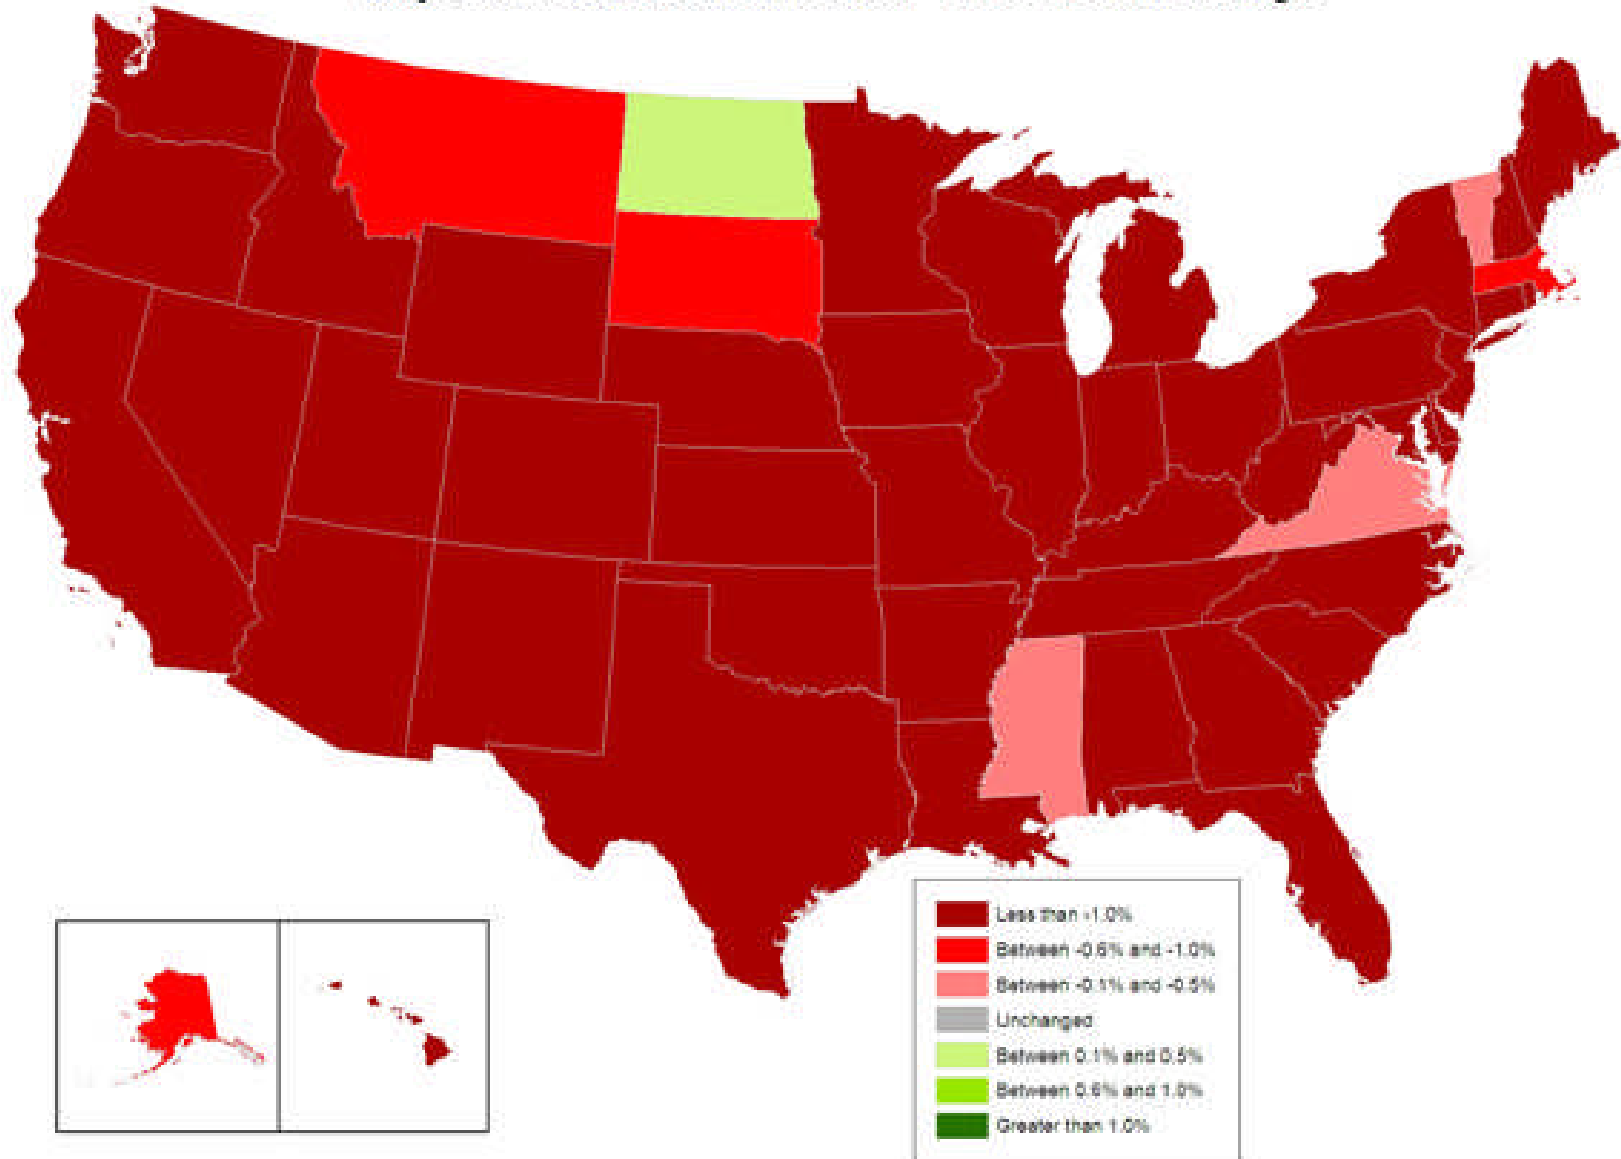 Less than -1.0%
Between -0.6% and -1.0%
Between -0.1% and -0.5%
Unchanged
Between 0.1% and 0.5%
Between 0.6% and 1.0%
Greater than 1.0%